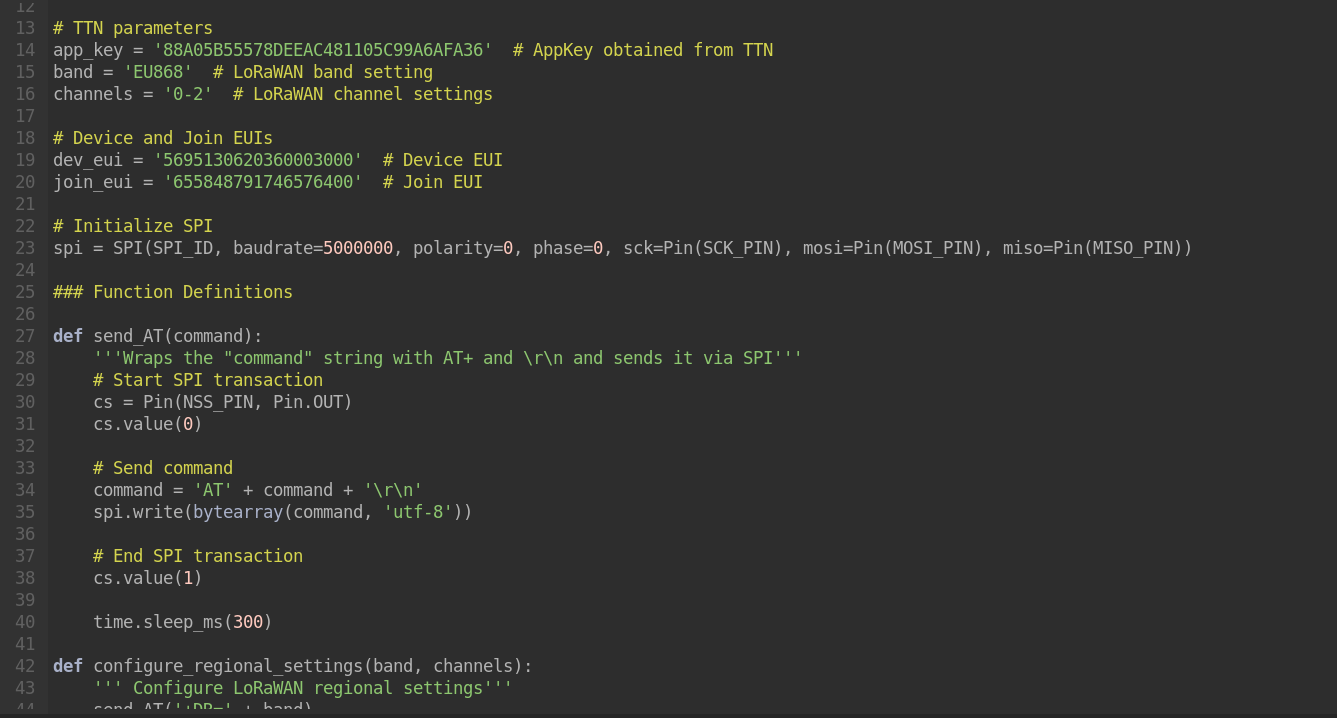 12
13 # TTN parameters
14 app_key = '88A05B55578DEEAC481105C99A6AFA36'  # AppKey obtained from TTN
15 band = 'EU868'  # LoRaWAN band setting
16 channels = '0-2'  # LoRaWAN channel settings
17
18 # Device and Join EUIs
19 dev_eui = '5695130620360003000'  # Device EUI
20 join_eui = '655848791746576400'  # Join EUI
21
22 # Initialize SPI
23 spi = SPI(SPI_ID, baudrate=5000000, polarity=0, phase=0, sck=Pin(SCK_PIN), mosi=Pin(MOSI_PIN), miso=Pin(MISO_PIN))
24
25 ### Function Definitions
26
27 def send_AT(command):
28     '''Wraps the "command" string with AT+ and \r\n and sends it via SPI'''
29     # Start SPI transaction
30     cs = Pin(NSS_PIN, Pin.OUT)
31     cs.value(0)
32
33     # Send command
34     command = 'AT' + command + '\r\n'
35     spi.write(bytearray(command, 'utf-8'))
36
37     # End SPI transaction
38     cs.value(1)
39
40     time.sleep_ms(300)
41
42 def configure_regional_settings(band, channels):
43     ''' Configure LoRaWAN regional settings'''
44     send_AT('+DR=' + band)